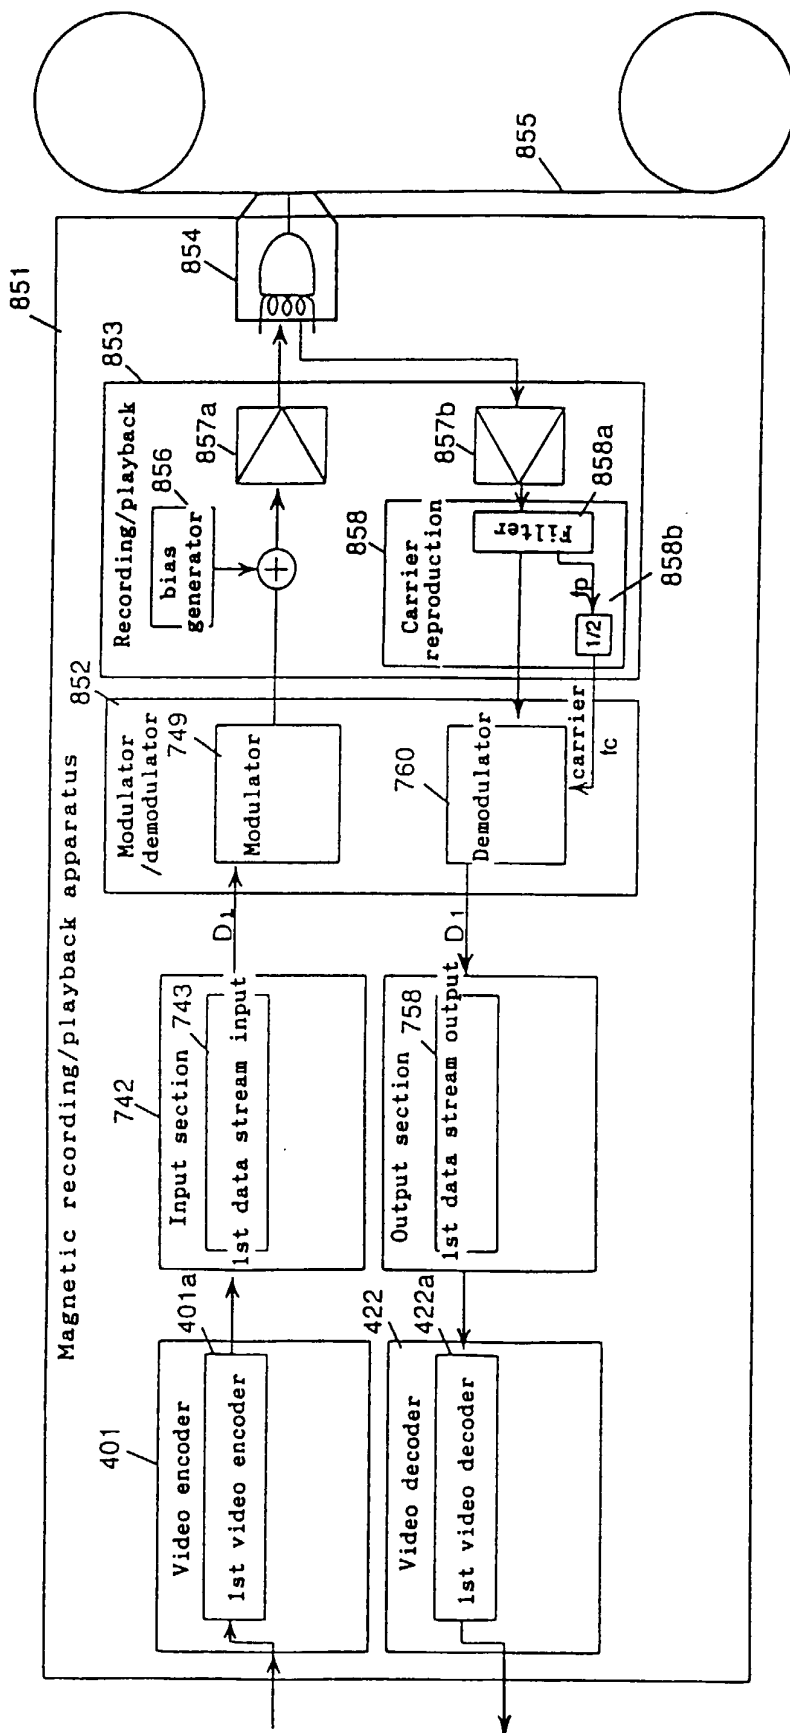 Magnetic recording/playback apparatus
851
Video encoder
401
1st video encoder
401a
Input section
742
743
1st data stream input
D1
852
Modulator
/demodulator
749
Modulator
Recording/playback
853
bias
generator
856
857a
854
855
Video decoder
422
1st video decoder
422a
Output section
758
1st data stream output
D1
Demodulator
760
carrier
fc
Carrier
reproduction
858
857b
Filter
858a
fp
1/2
858b